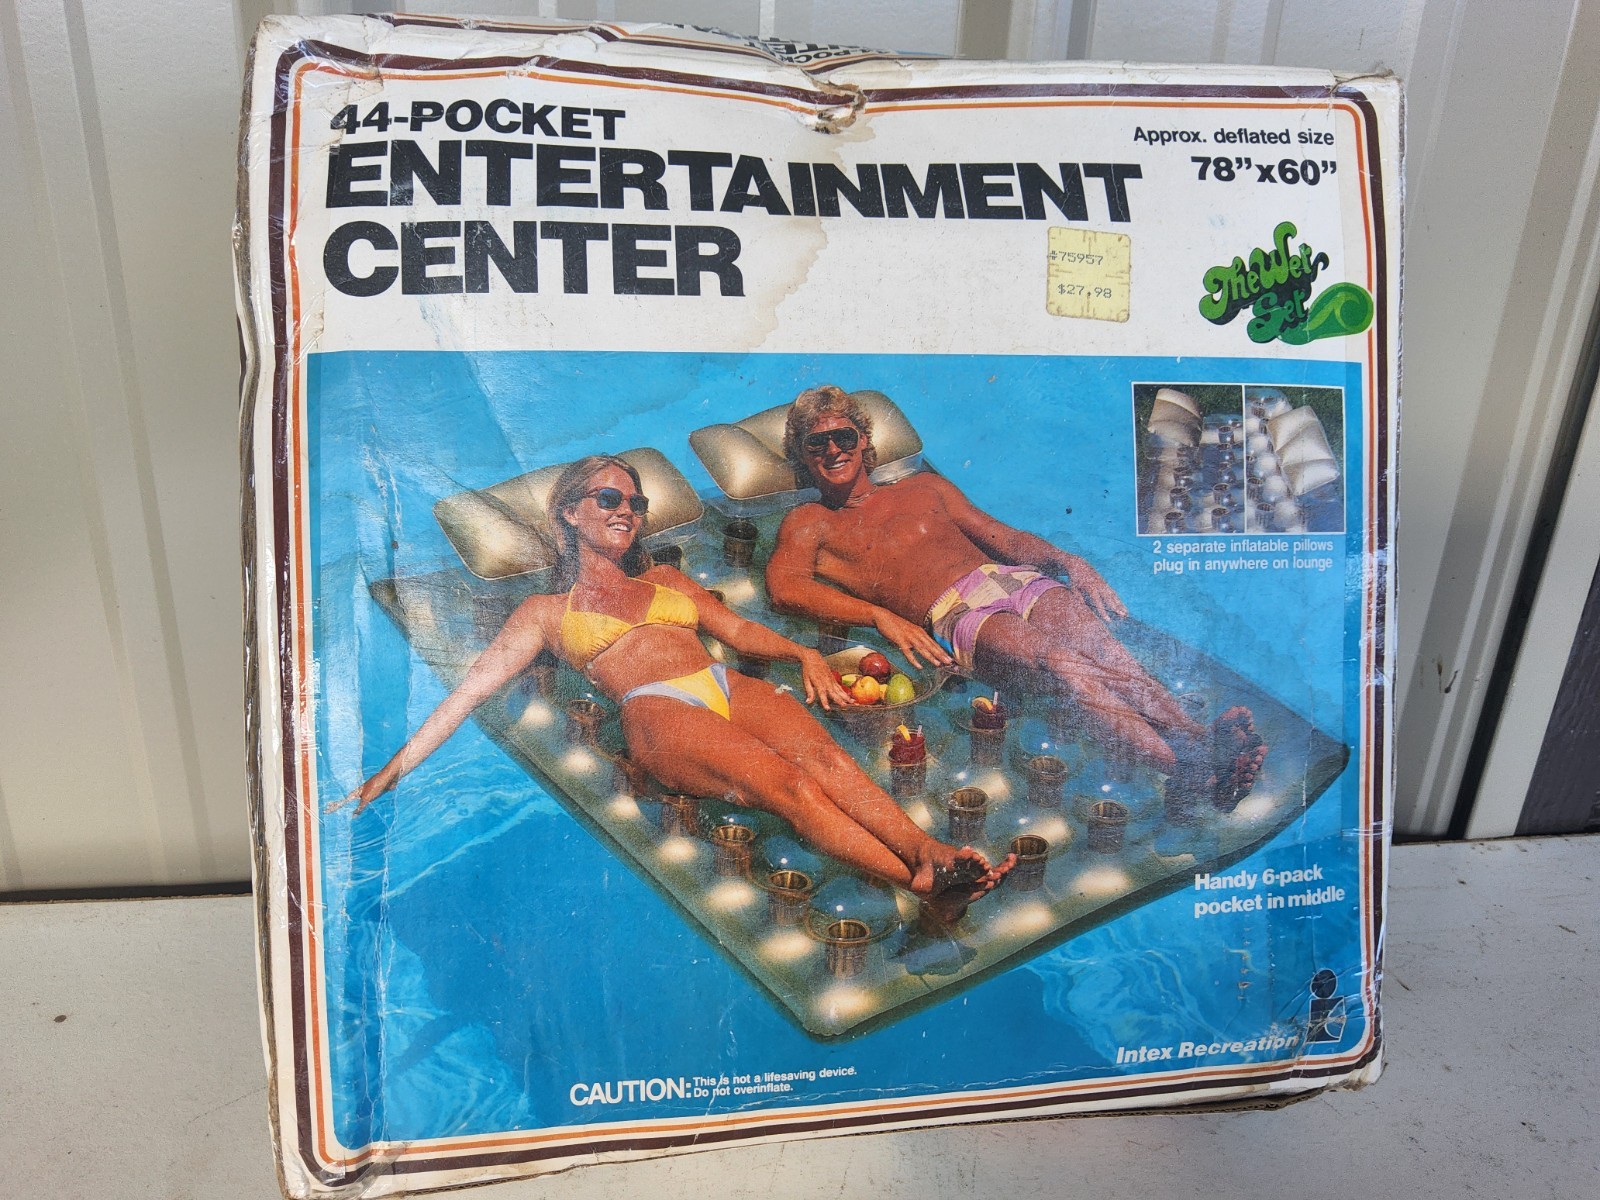 44-POCKET
ENTERTAINMENT
CENTER
Approx. deflated size
78”x60”
#75957
$27.98
The Wet
Set
2 separate inflatable pillows
plug in anywhere on lounge
Handy 6-pack
pocket in middle
Intex Recreation
CAUTION: This is not a lifesaving device.
Do not overinflate.